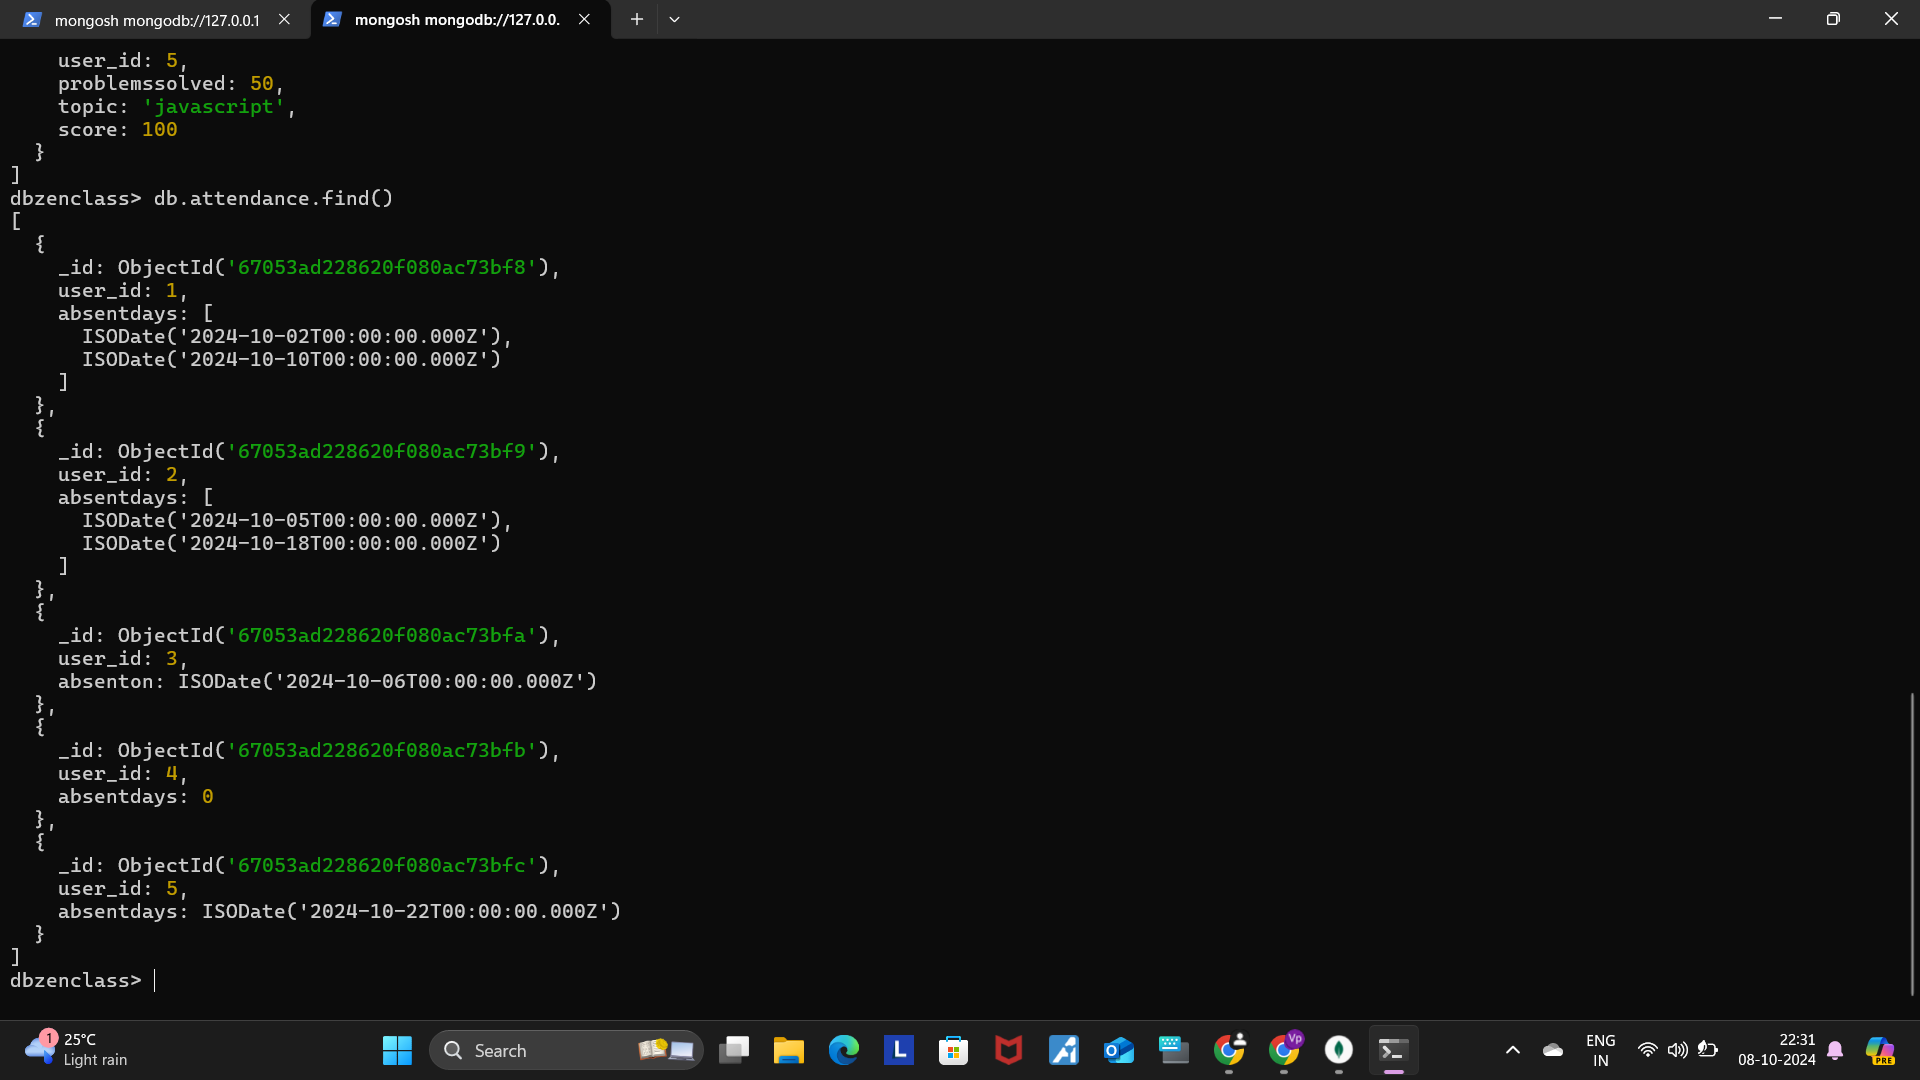 mongosh mongodb://127.0.0.1
mongosh mongodb://127.0.0.
    user_id: 5,
    problemssolved: 50,
    topic: 'javascript',
    score: 100
  }
]
dbzenclass> db.attendance.find()
[
  {
    _id: ObjectId('67053ad228620f080ac73bf8'),
    user_id: 1,
    absentdays: [
      ISODate('2024-10-02T00:00:00.000Z'),
      ISODate('2024-10-10T00:00:00.000Z')
    ]
  },
  {
    _id: ObjectId('67053ad228620f080ac73bf9'),
    user_id: 2,
    absentdays: [
      ISODate('2024-10-05T00:00:00.000Z'),
      ISODate('2024-10-18T00:00:00.000Z')
    ]
  },
  {
    _id: ObjectId('67053ad228620f080ac73bfa'),
    user_id: 3,
    absenton: ISODate('2024-10-06T00:00:00.000Z')
  },
  {
    _id: ObjectId('67053ad228620f080ac73bfb'),
    user_id: 4,
    absentdays: 0
  },
  {
    _id: ObjectId('67053ad228620f080ac73bfc'),
    user_id: 5,
    absentdays: ISODate('2024-10-22T00:00:00.000Z')
  }
]
dbzenclass>
1
25°C
Light rain
Search
L
Vp
ENG
IN
22:31
08-10-2024
PRE